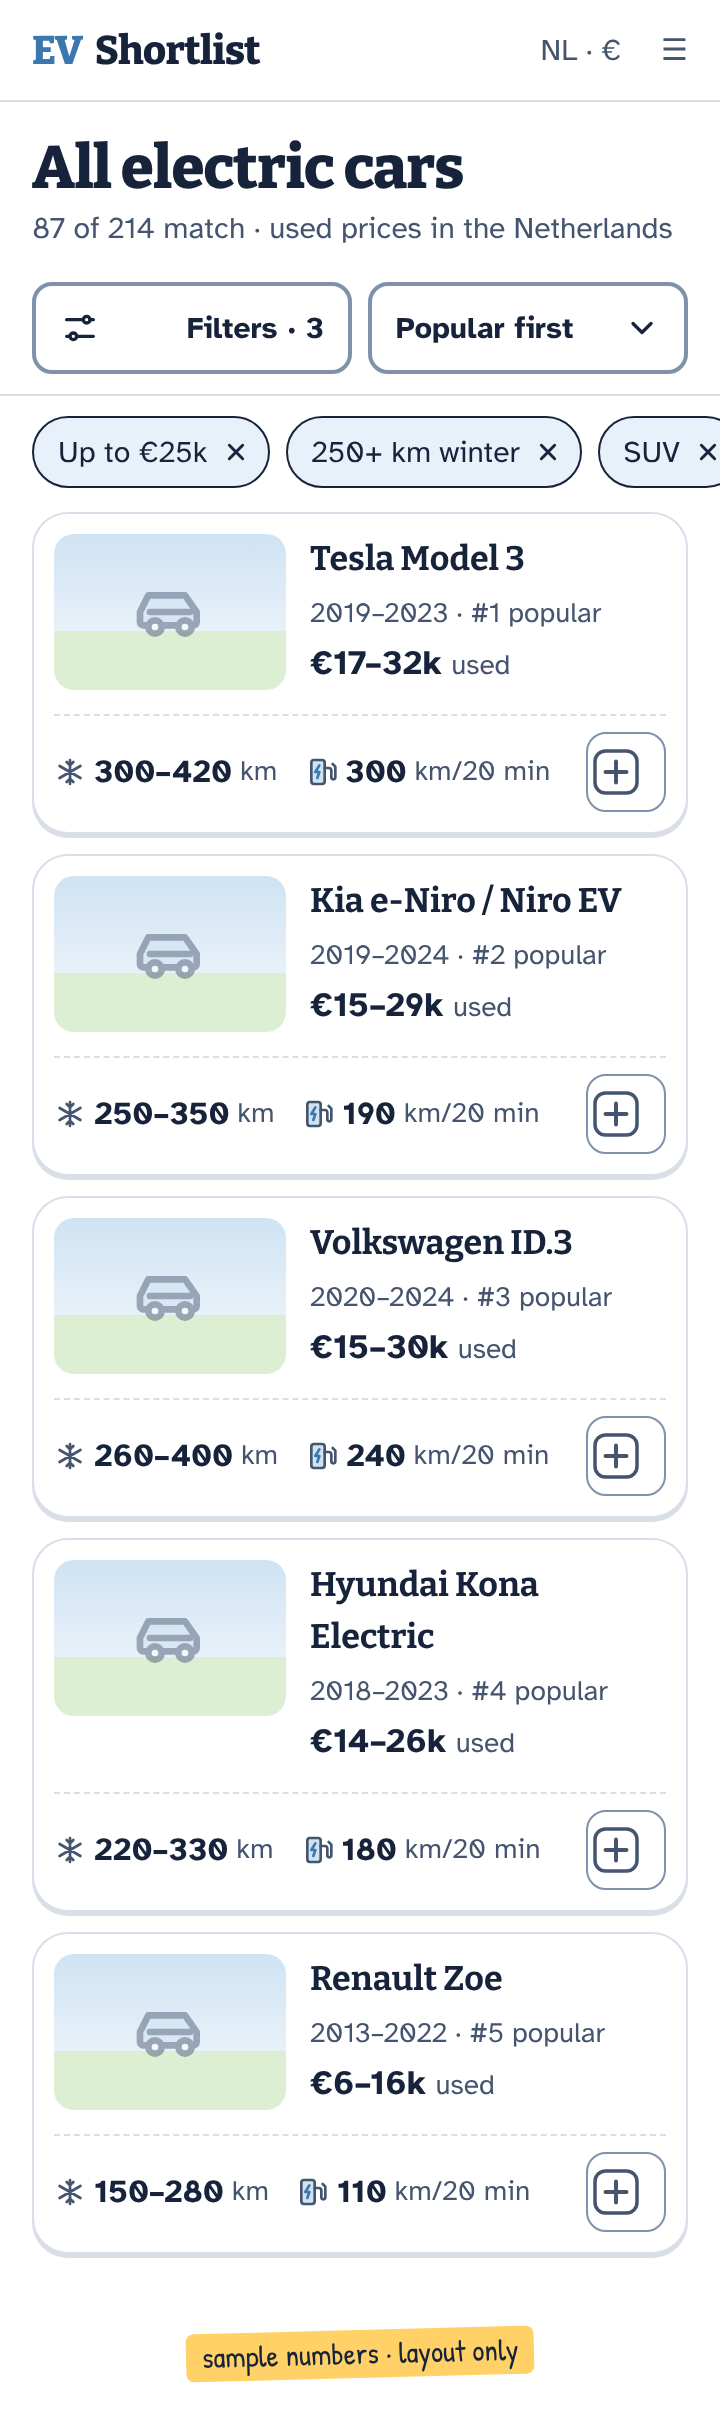 EV Shortlist
NL · €
All electric cars
87 of 214 match · used prices in the Netherlands
Filters · 3
Popular first
Up to €25k ×
250+ km winter ×
SUV ×
Tesla Model 3
2019–2023 · #1 popular
€17–32k used
300–420 km
300 km/20 min
Kia e-Niro / Niro EV
2019–2024 · #2 popular
€15–29k used
250–350 km
190 km/20 min
Volkswagen ID.3
2020–2024 · #3 popular
€15–30k used
260–400 km
240 km/20 min
Hyundai Kona
Electric
2018–2023 · #4 popular
€14–26k used
220–330 km
180 km/20 min
Renault Zoe
2013–2022 · #5 popular
€6–16k used
150–280 km
110 km/20 min
sample numbers · layout only